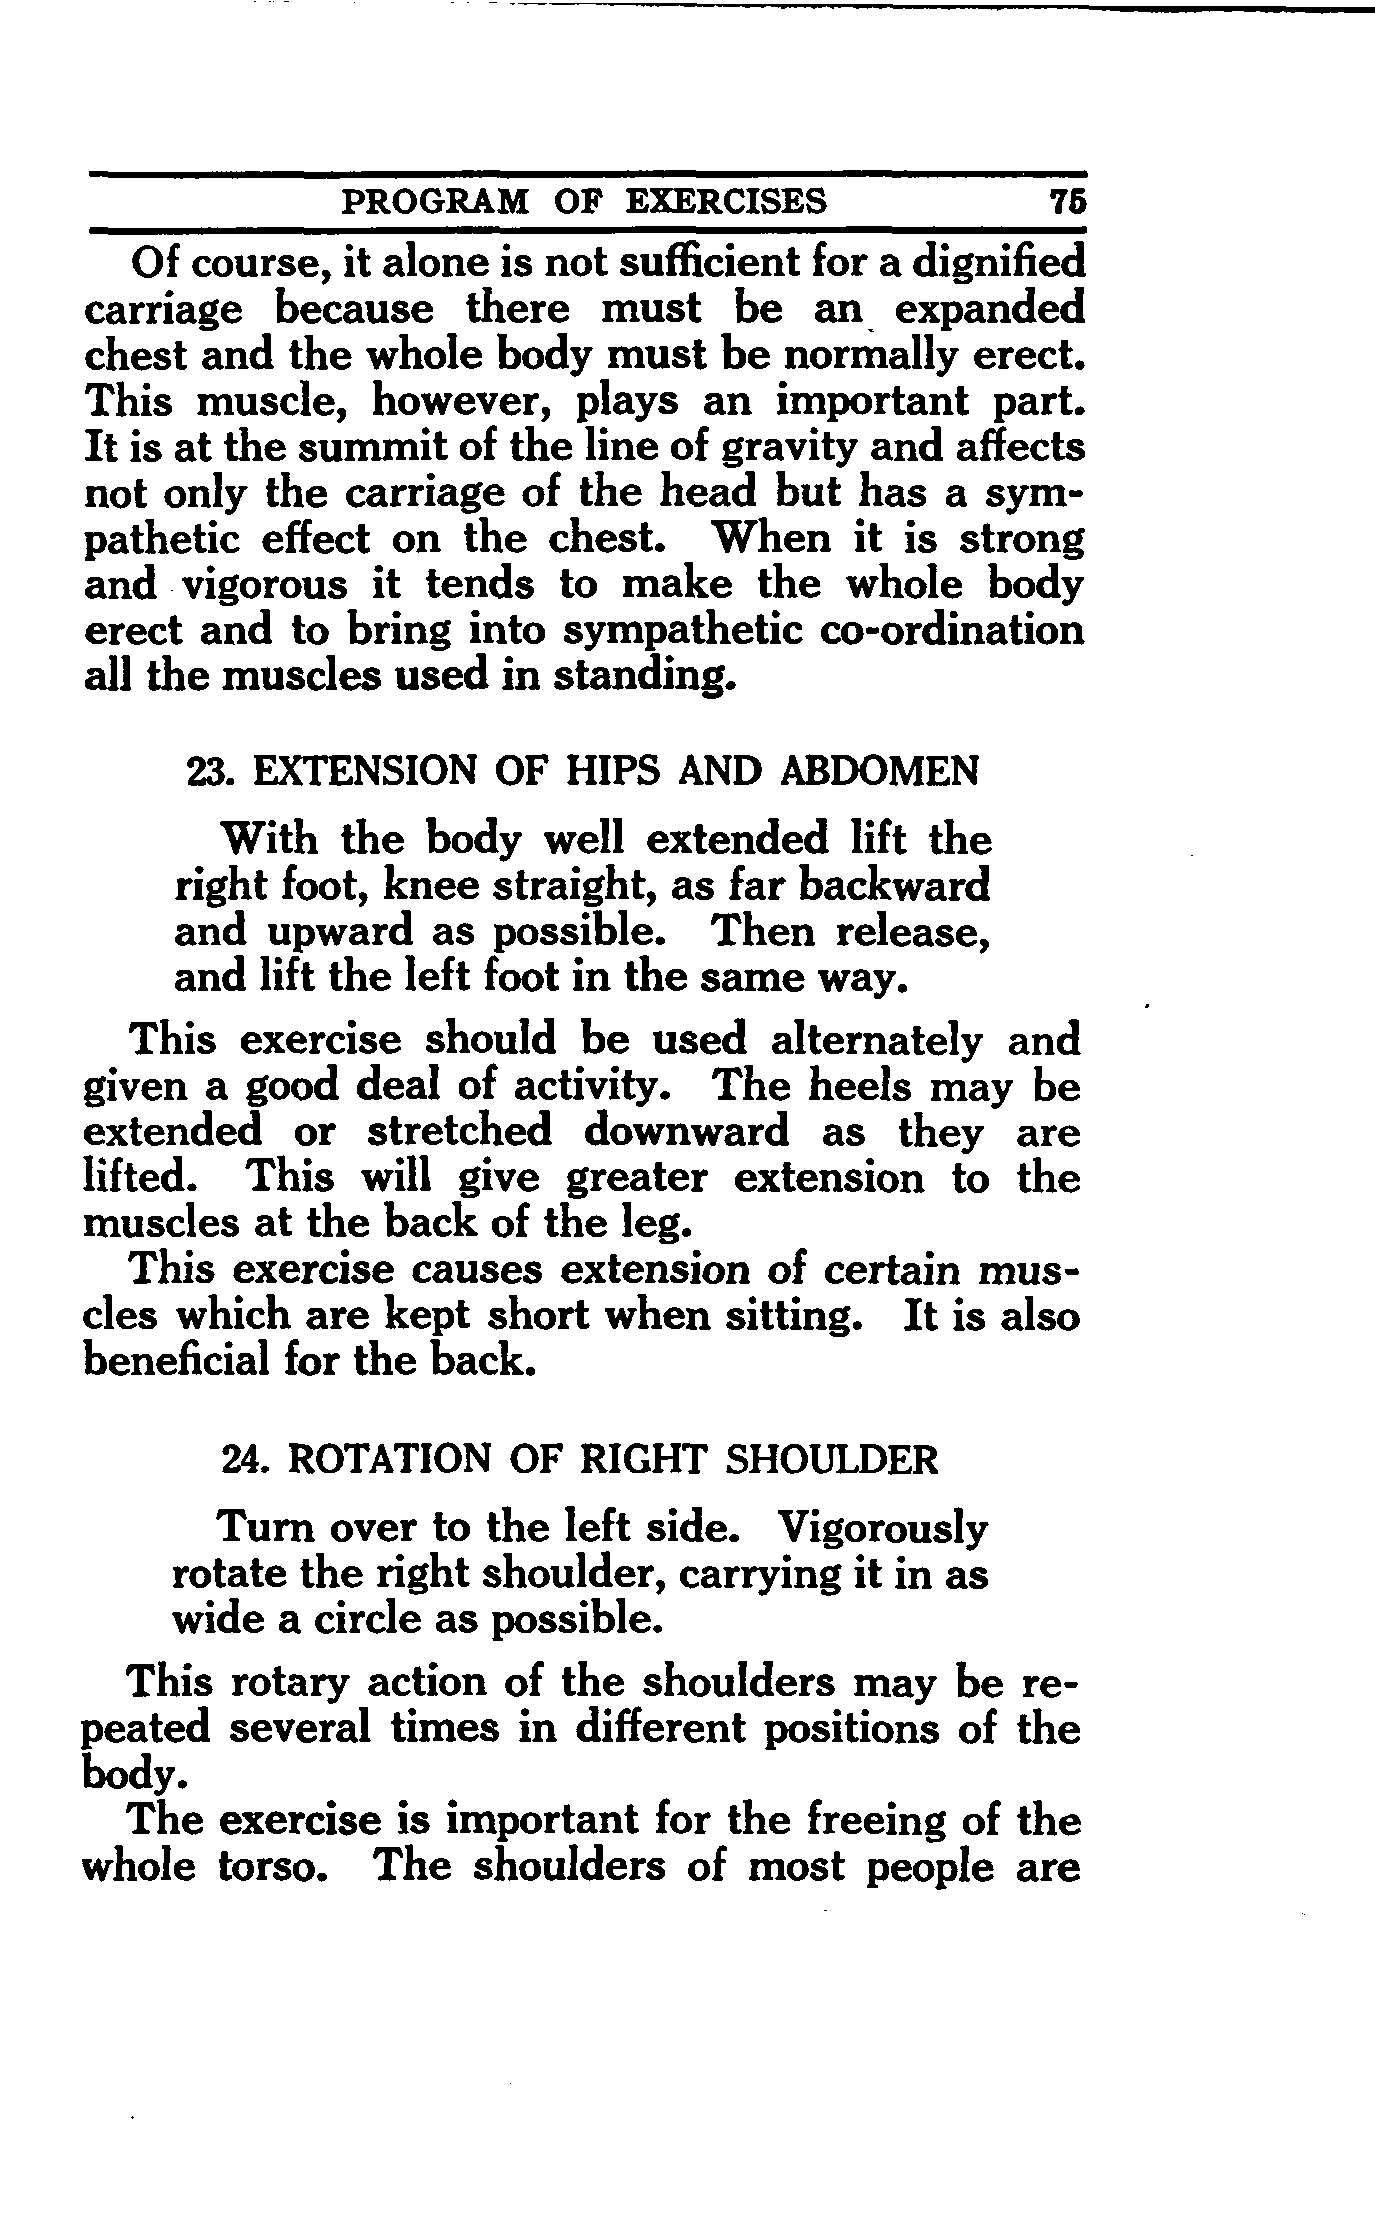 PROGRAM OF EXERCISES 75
Of course, it alone is not sufficient for a dignified
carriage because there must be an expanded
chest and the whole body must be normally erect.
This muscle, however, plays an important part.
It is at the summit of the line of gravity and affects
not only the carriage of the head but has a sym-
pathetic effect on the chest. When it is strong
and vigorous it tends to make the whole body
erect and to bring into sympathetic co-ordination
all the muscles used in standing.
23. EXTENSION OF HIPS AND ABDOMEN
With the body well extended lift the
right foot, knee straight, as far backward
and upward as possible. Then release,
and lift the left foot in the same way.
This exercise should be used alternately and
given a good deal of activity. The heels may be
extended or stretched downward as they are
lifted. This will give greater extension to the
muscles at the back of the leg.
This exercise causes extension of certain mus-
cles which are kept short when sitting. It is also
beneficial for the back.
24. ROTATION OF RIGHT SHOULDER
Turn over to the left side. Vigorously
rotate the right shoulder, carrying it in as
wide a circle as possible.
This rotary action of the shoulders may be re-
peated several times in different positions of the
body.
The exercise is important for the freeing of the
whole torso. The shoulders of most people are